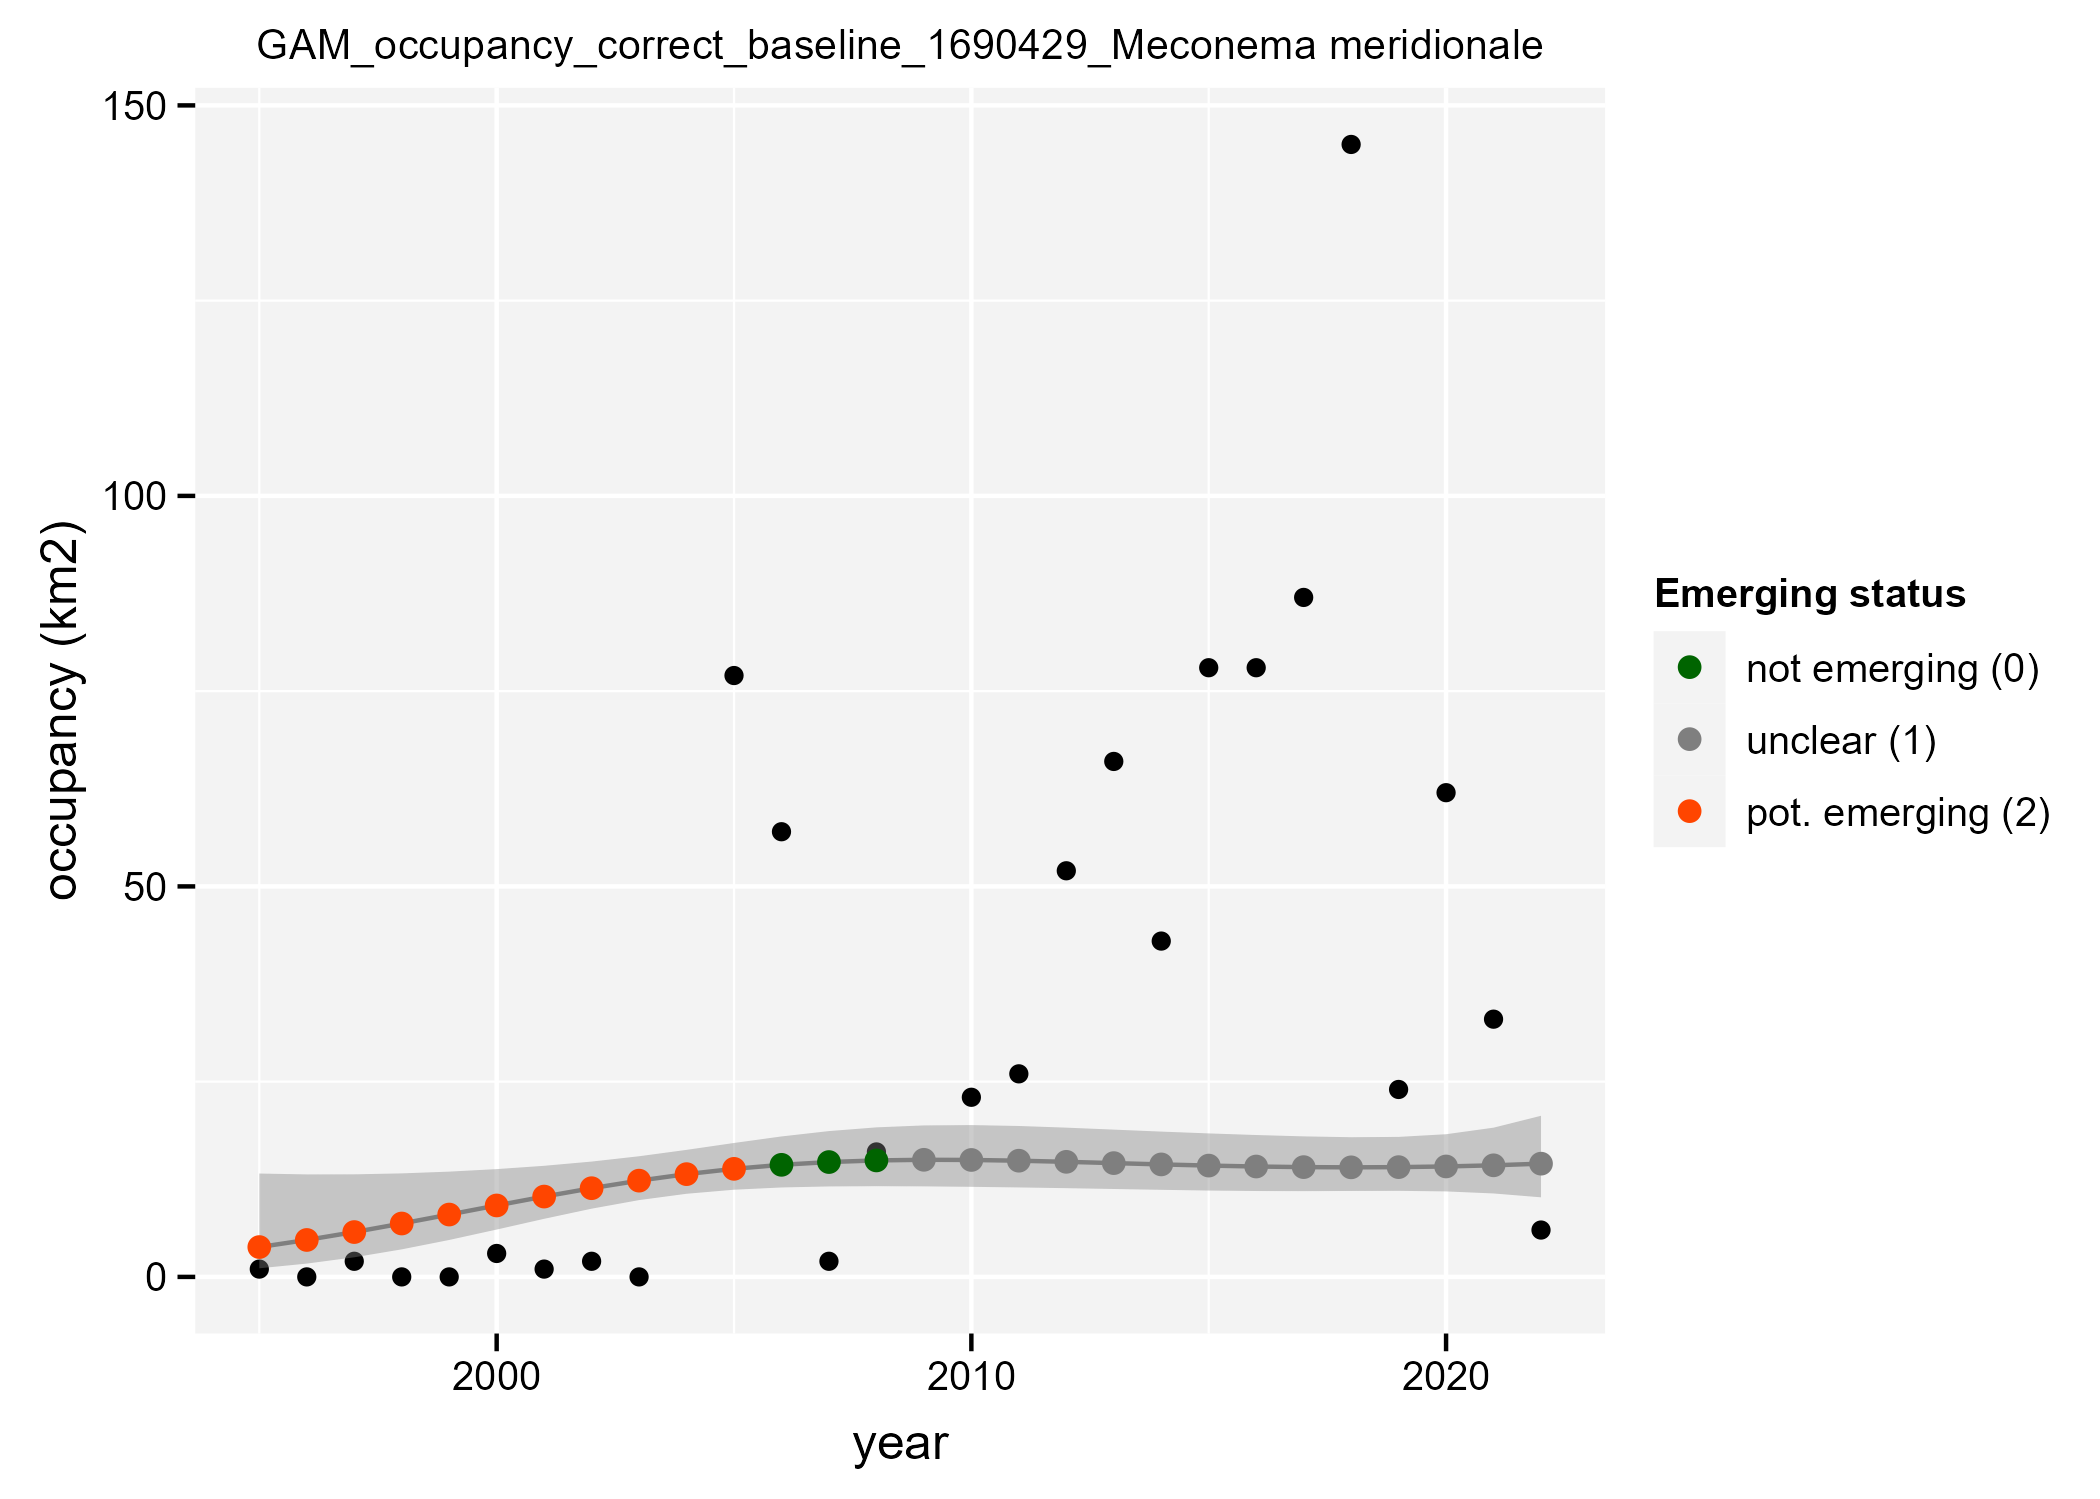 GAM_occupancy_correct_baseline_1690429_Meconema meridionale
150
100
50
0
occupancy (km2)
2000
2010
2020
year
Emerging status
not emerging (0)
unclear (1)
pot. emerging (2)